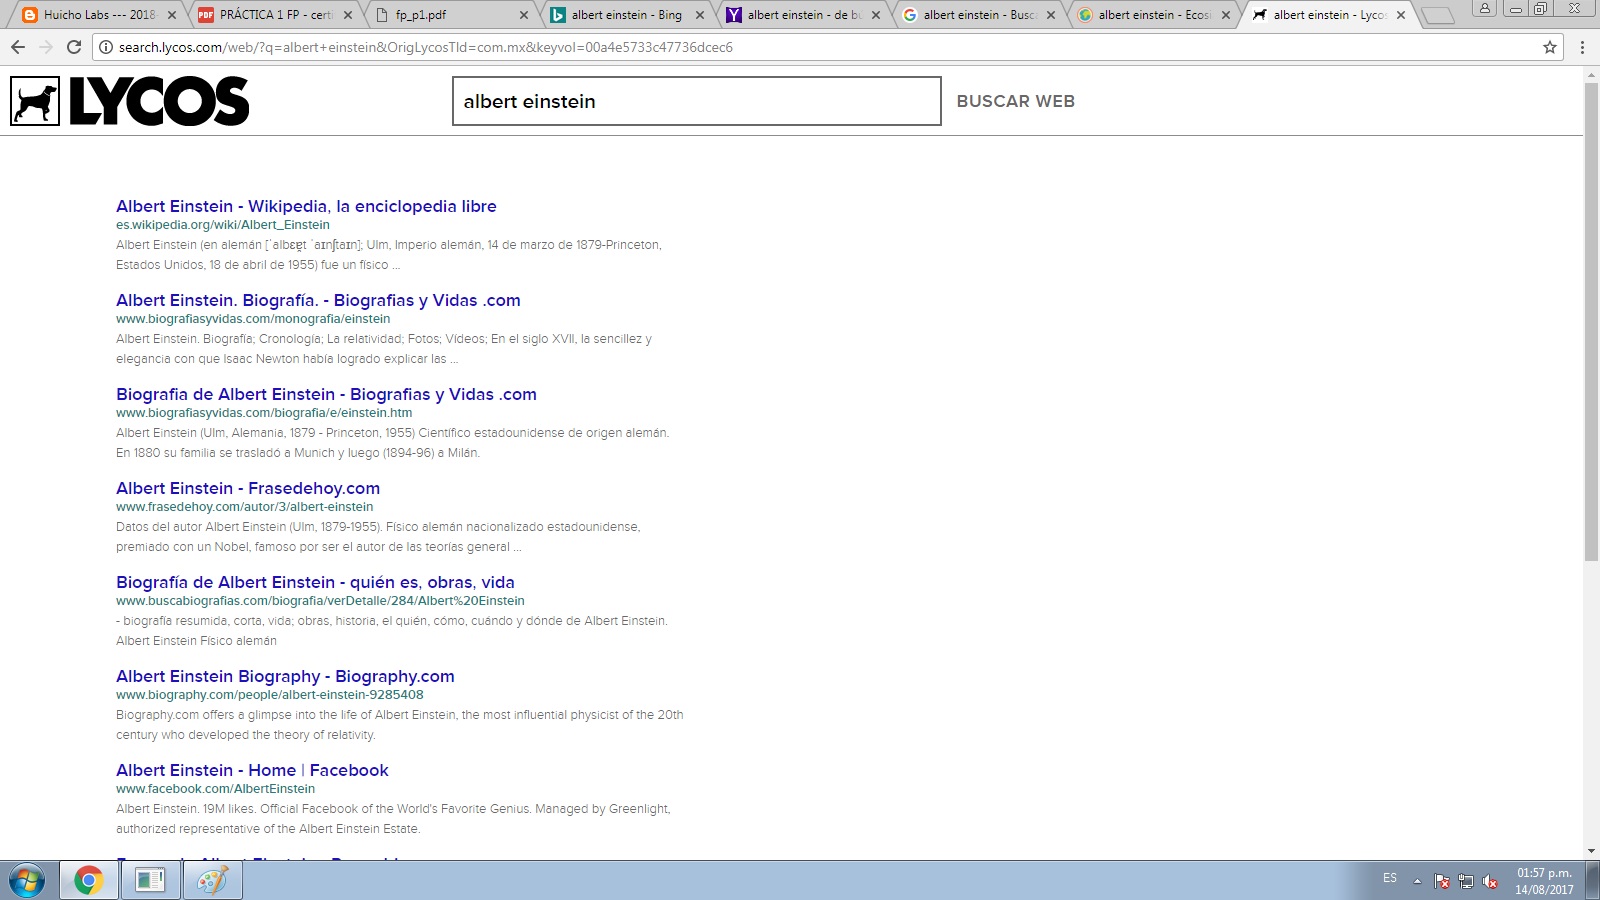 Huicho Labs --- 2018-
PRÁCTICA 1 FP - certi
fp_p1.pdf
albert einstein - Bing
albert einstein - de bú
albert einstein - Busca
albert einstein - Ecosi
albert einstein - Lycos
search.lycos.com/web/?q=albert+einstein&OrigLycosTId=com.mx&keyvol=00a4e5733c47736dcec6
LYCOS
albert einstein
BUSCAR WEB
Albert Einstein - Wikipedia, la enciclopedia libre
es.wikipedia.org/wiki/Albert_Einstein
Albert Einstein (en alemán [ˈalbɛɐ̯t ˈaɪnʃtaɪn]; Ulm, Imperio alemán, 14 de marzo de 1879-Princeton,
Estados Unidos, 18 de abril de 1955) fue un físico ...
Albert Einstein. Biografía. - Biografias y Vidas .com
www.biografiasyvidas.com/monografia/einstein
Albert Einstein. Biografía; Cronología; La relatividad; Fotos; Vídeos; En el siglo XVII, la sencillez y
elegancia con que Isaac Newton había logrado explicar las ...
Biografia de Albert Einstein - Biografias y Vidas .com
www.biografiasyvidas.com/biografia/e/einstein.htm
Albert Einstein (Ulm, Alemania, 1879 - Princeton, 1955) Científico estadounidense de origen alemán.
En 1880 su familia se trasladó a Munich y luego (1894-96) a Milán.
Albert Einstein - Frasedehoy.com
www.frasedehoy.com/autor/3/albert-einstein
Datos del autor Albert Einstein (Ulm, 1879-1955). Físico alemán nacionalizado estadounidense,
premiado con un Nobel, famoso por ser el autor de las teorías general ...
Biografía de Albert Einstein - quién es, obras, vida
www.buscabiografias.com/biografia/verDetalle/284/Albert%20Einstein
- biografía resumida, corta, vida; obras, historia, el quién, cómo, cuándo y dónde de Albert Einstein.
Albert Einstein Físico alemán
Albert Einstein Biography - Biography.com
www.biography.com/people/albert-einstein-9285408
Biography.com offers a glimpse into the life of Albert Einstein, the most influential physicist of the 20th
century who developed the theory of relativity.
Albert Einstein - Home | Facebook
www.facebook.com/AlbertEinstein
Albert Einstein. 19M likes. Official Facebook of the World's Favorite Genius. Managed by Greenlight,
authorized representative of the Albert Einstein Estate.
ES
01:57 p.m.
14/08/2017